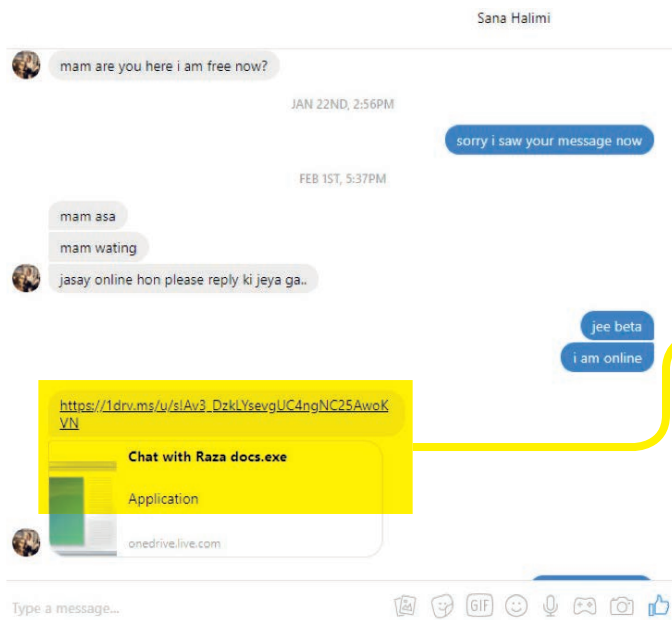 Sana Halimi
mam are you here i am free now?
JAN 22ND, 2:56PM
sorry i saw your message now
FEB 1ST, 5:37PM
mam asa
mam wating
jasay online hon please reply ki jeya ga..
jee beta
i am online
https://1drv.ms/u/s!Av3_DzkLYsevgUC4ngNC25AwoK
VN
Chat with Raza docs.exe
Application
onedrive.live.com
Type a message...
GIF